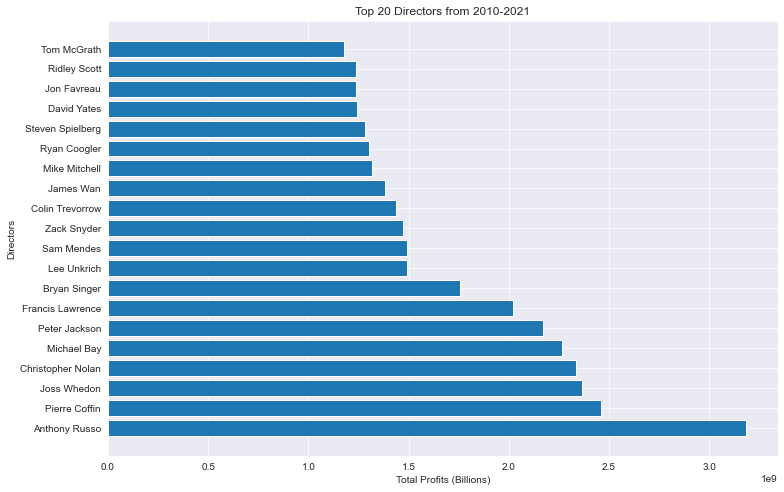 Top 20 Directors from 2010-2021
Directors
Tom McGrath
Ridley Scott
Jon Favreau
David Yates
Steven Spielberg
Ryan Coogler
Mike Mitchell
James Wan
Colin Trevorrow
Zack Snyder
Sam Mendes
Lee Unkrich
Bryan Singer
Francis Lawrence
Peter Jackson
Michael Bay
Christopher Nolan
Joss Whedon
Pierre Coffin
Anthony Russo
0.0 0.5 1.0 1.5 2.0 2.5 3.0
1e9
Total Profits (Billions)